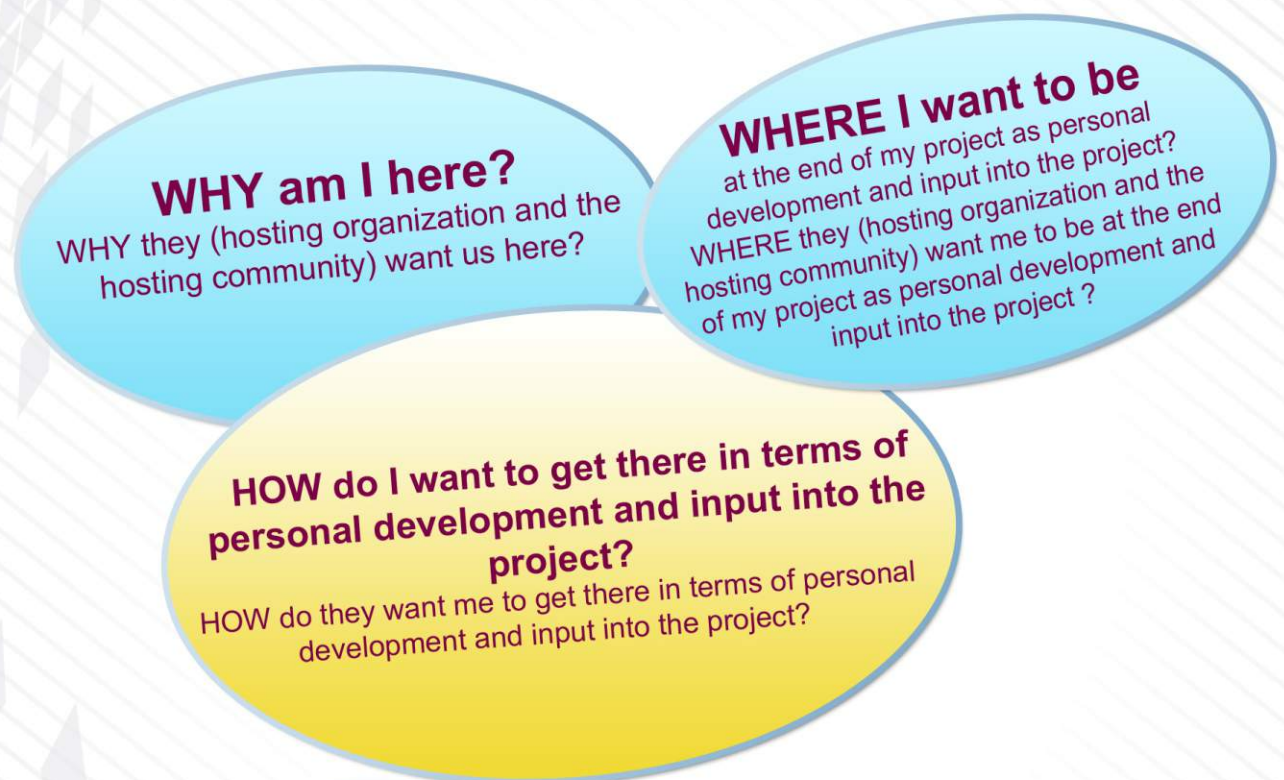 WHY am I here?
WHY they (hosting organization and the
hosting community) want us here?
WHERE I want to be
at the end of my project as personal
development and input into the project?
WHERE they (hosting organization and the
hosting community) want me to be at the end
of my project as personal development and
input into the project ?
HOW do I want to get there in terms of
personal development and input into the
project?
HOW do they want me to get there in terms of personal
development and input into the project?